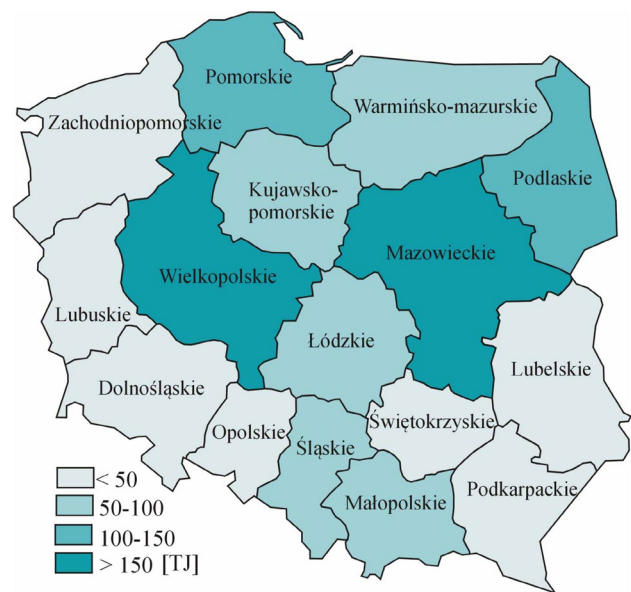 Pomorskie
Warmińsko-mazurskie
Zachodniopomorskie
Podlaskie
Kujawsko-
pomorskie
Mazowieckie
Wielkopolskie
Lubuskie
Łódzkie
Lubelskie
Dolnośląskie
Świętokrzyskie
Opolskie
Śląskie
Małopolskie
Podkarpackie
< 50
50-100
100-150
> 150 [TJ]